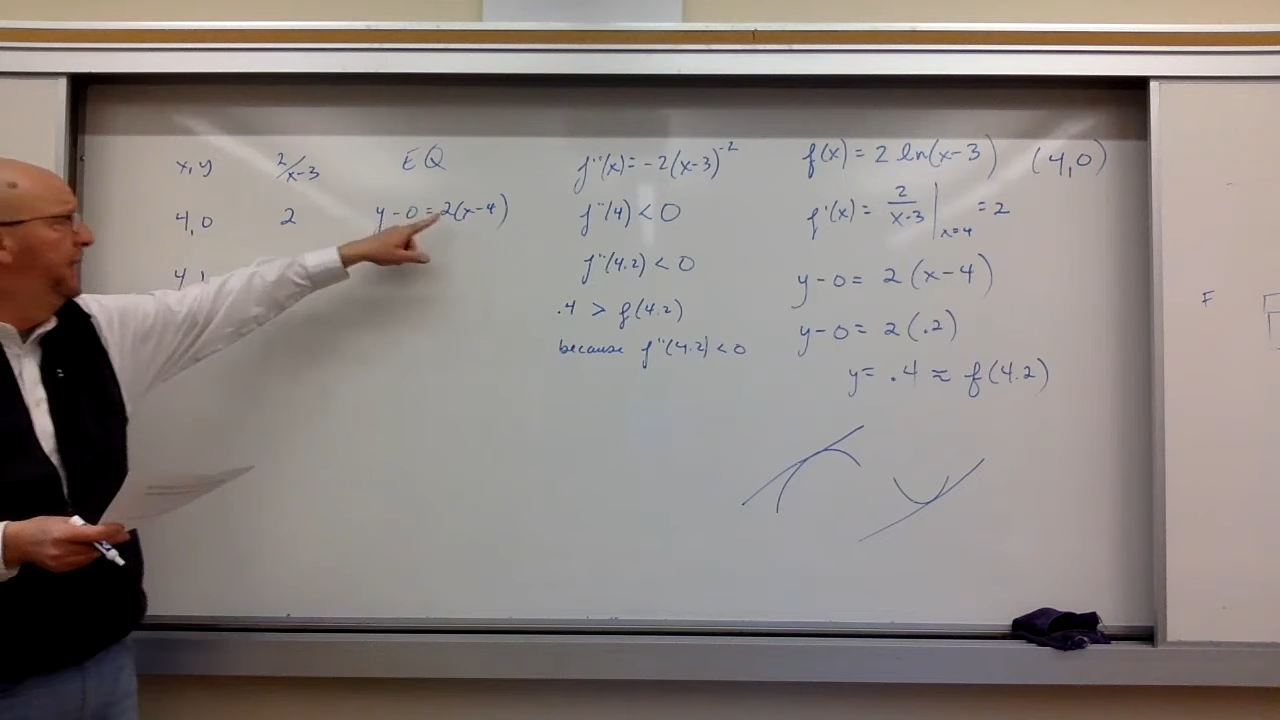 x,y 2/x-3 EQ
4,0 2 y-0=2(x-4)
4.1
f''(x)=-2(x-3)^-2
f''(4)<0
f''(4.2)<0
.4 > f(4.2)
because f''(4.2)<0
f(x)=2 ln(x-3) (4,0)
f'(x)= 2/x-3 |x=4 =2
y-0= 2(x-4)
y-0= 2(.2)
y= .4 ≈ f(4.2)
F